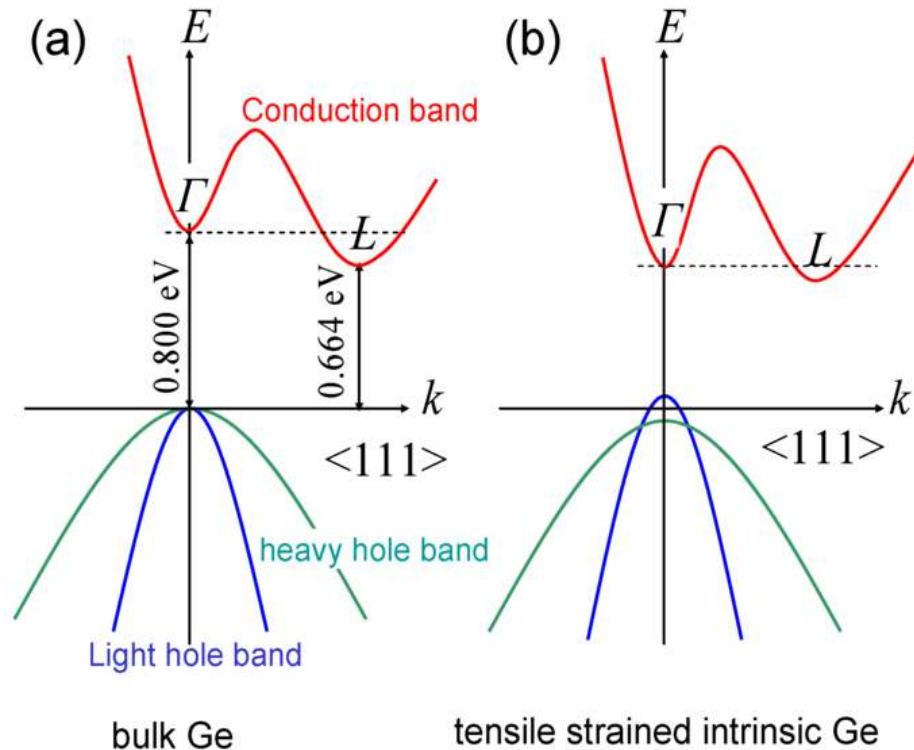 (a)
E
Conduction band
Γ
L
0.800 eV
0.664 eV
k
<111>
heavy hole band
Light hole band
bulk Ge
(b)
E
Γ
L
k
<111>
tensile strained intrinsic Ge